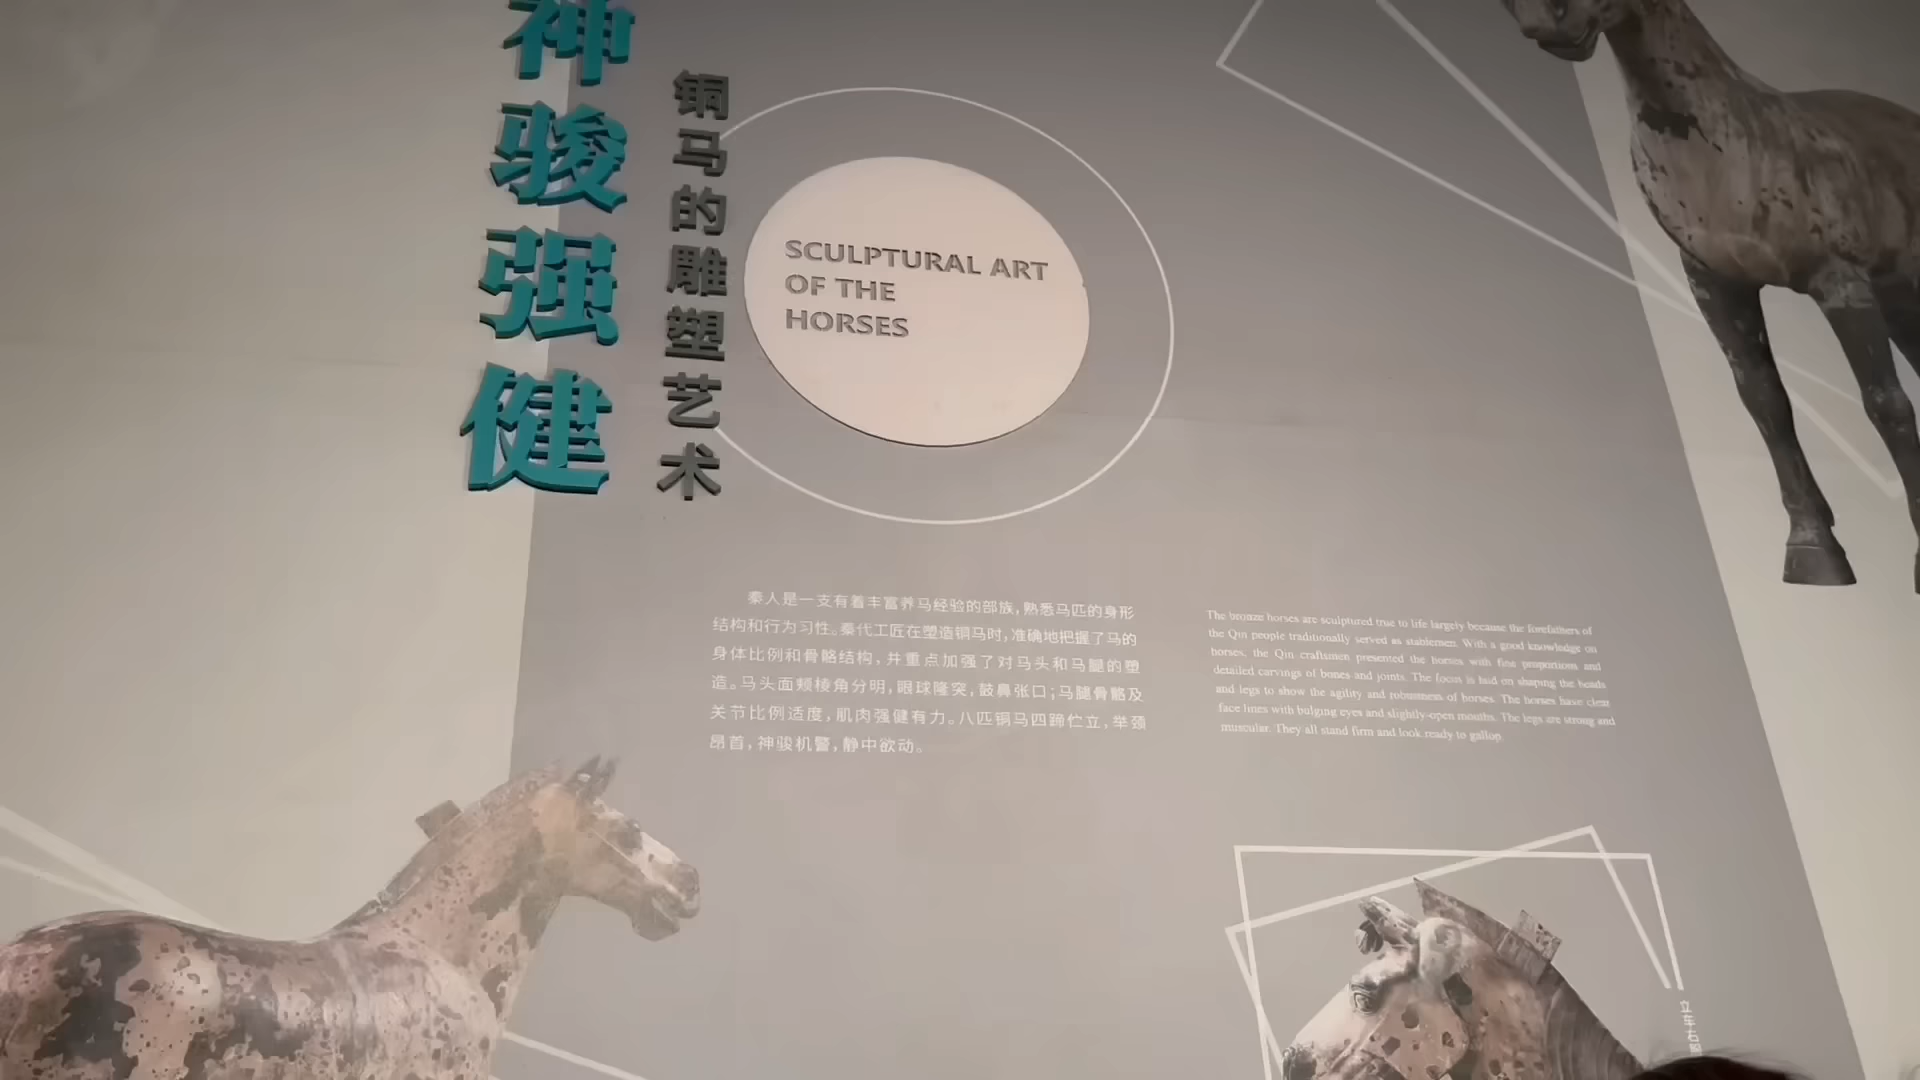 神骏强健
铜马的雕塑艺术
SCULPTURAL ART
OF THE
HORSES
秦人是一支有着丰富养马经验的部族，熟悉马匹的身形
结构和行为习性。秦代工匠在塑造铜马时，准确地把握了马的
身体比例和骨骼结构，并重点加强了对马头和马腿的塑
造。马头面颊棱角分明，眼球隆突，鼓鼻张口；马腿骨骼及
关节比例适度，肌肉强健有力。八匹铜马四蹄伫立，举颈
昂首，神骏机警，静中欲动。
The bronze horses are sculptured true to life largely because the forefathers of
the Qin people traditionally served as stablemen. With a good knowledge on
horses, the Qin craftsmen presented the horses with fine proportions and
detailed carvings of bones and joints. The focus is laid on shaping the heads
and legs to show the agility and robustness of horses. The horses have clear
face lines with bulging eyes and slightly-open mouths. The legs are strong and
muscular. They all stand firm and look ready to gallop.
立车右